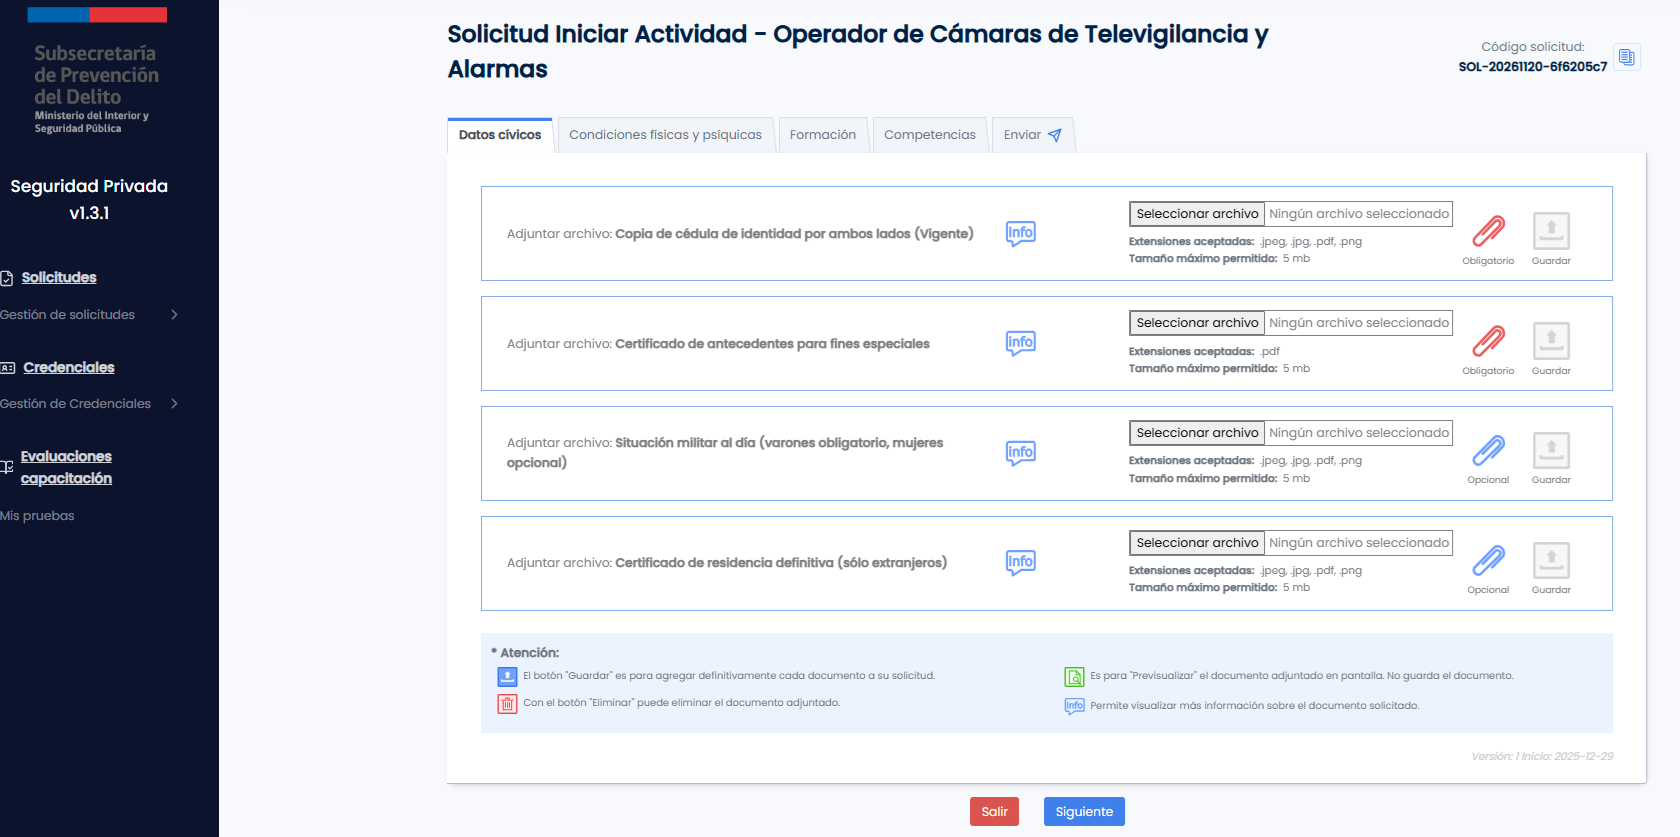 Subsecretaría
de Prevención
del Delito
Ministerio del Interior y
Seguridad Pública
Seguridad Privada
v1.3.1
Solicitudes
Gestión de solicitudes
Credenciales
Gestión de Credenciales
Evaluaciones
capacitación
Mis pruebas
Solicitud Iniciar Actividad - Operador de Cámaras de Televigilancia y
Alarmas
Código solicitud:
SOL-20261120-6f6205c7
Datos cívicos
Condiciones físicas y psíquicas
Formación
Competencias
Enviar
Adjuntar archivo: Copia de cédula de identidad por ambos lados (Vigente)
info
Seleccionar archivo Ningún archivo seleccionado
Extensiones aceptadas: .jpeg, .jpg, .pdf, .png
Tamaño máximo permitido: 5 mb
Obligatorio
Guardar
Adjuntar archivo: Certificado de antecedentes para fines especiales
info
Seleccionar archivo Ningún archivo seleccionado
Extensiones aceptadas: .pdf
Tamaño máximo permitido: 5 mb
Obligatorio
Guardar
Adjuntar archivo: Situación militar al día (varones obligatorio, mujeres
opcional)
info
Seleccionar archivo Ningún archivo seleccionado
Extensiones aceptadas: .jpeg, .jpg, .pdf, .png
Tamaño máximo permitido: 5 mb
Opcional
Guardar
Adjuntar archivo: Certificado de residencia definitiva (sólo extranjeros)
info
Seleccionar archivo Ningún archivo seleccionado
Extensiones aceptadas: .jpeg, .jpg, .pdf, .png
Tamaño máximo permitido: 5 mb
Opcional
Guardar
* Atención:
El botón "Guardar" es para agregar definitivamente cada documento a su solicitud.
Con el botón "Eliminar" puede eliminar el documento adjuntado.
Es para "Previsualizar" el documento adjuntado en pantalla. No guarda el documento.
info Permite visualizar más información sobre el documento solicitado.
Versión: 1 Inicio: 2025-12-29
Salir
Siguiente